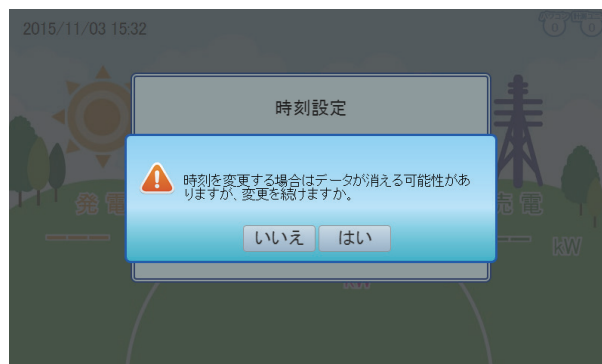 2015/11/03 15:32
時刻設定
時刻を変更する場合はデータが消える可能性があ
りますが、変更を続けますか。
いいえ はい
発電
売電
kW